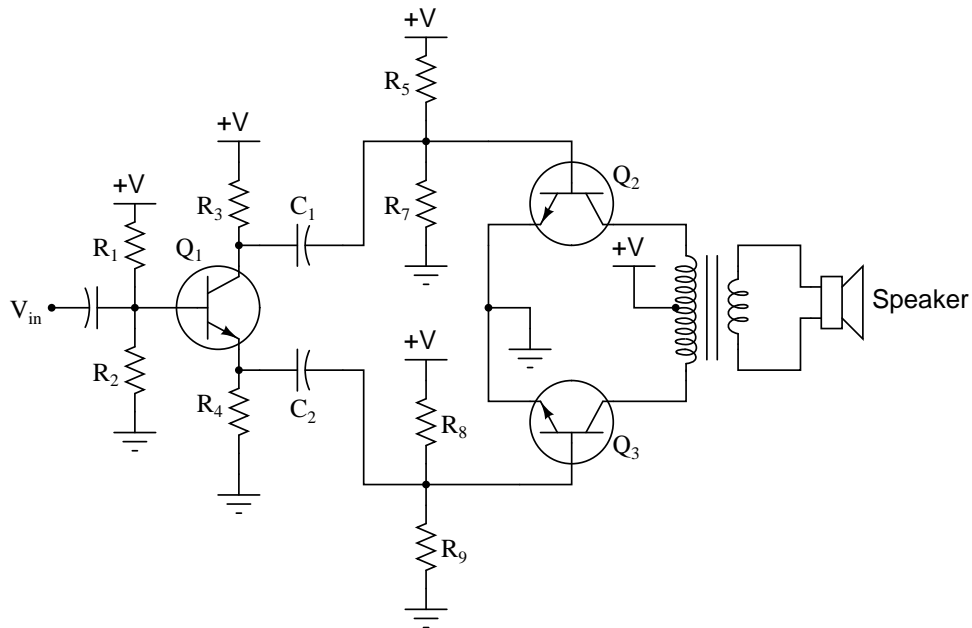 +V
R5
+V
R3
C1
R7
Q2
+V
R1
Q1
+V
Vin
Speaker
R2
R4
C2
+V
R8
Q3
R9